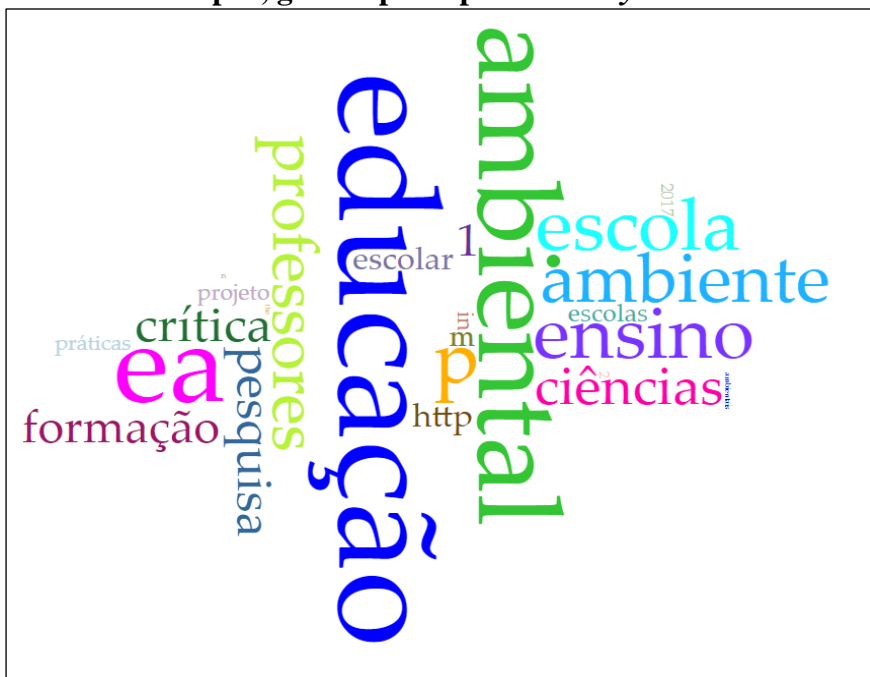 ambiental
educação
professores
2017
escola
1
escolar
ambiente
projeto
escolas
in
crítica
m
ensino
práticas
ea
pesquisa
p
ciências
2
http
formação